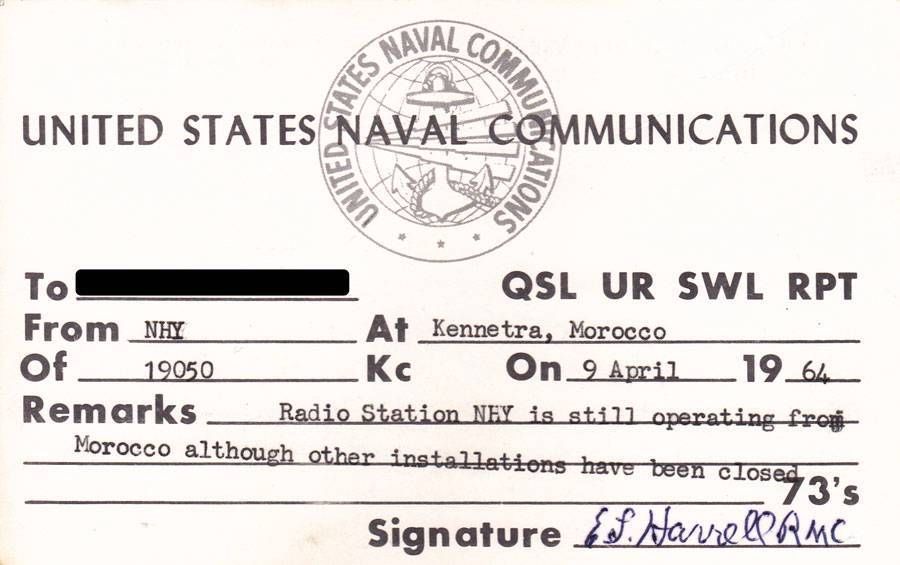 UNITED STATES NAVAL COMMUNICATIONS
UNITED STATES NAVAL COMMUNICATIONS
To QSL UR SWL RPT
From NHY At Kennetra, Morocco
Of 19050 Kc On 9 April 19 64
Remarks Radio Station NHY is still operating from
Morocco although other installations have been closed
73's
Signature E.J. Harrell RMC